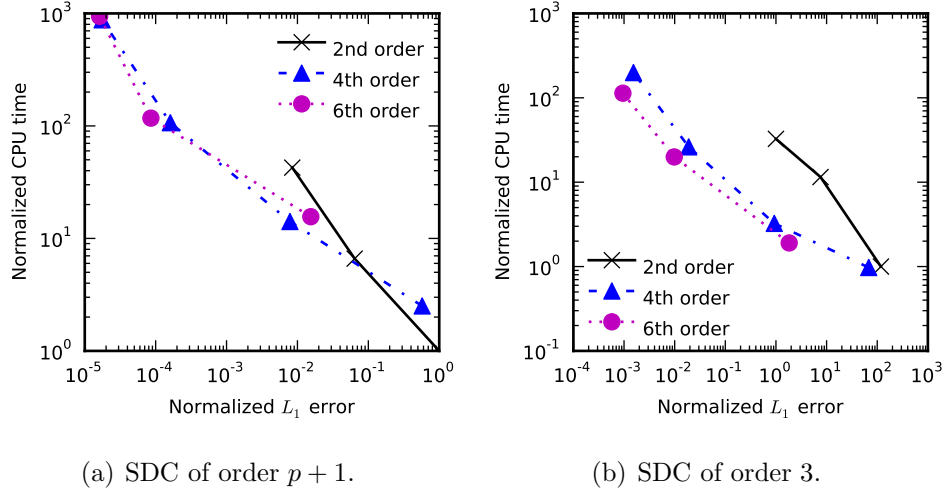 Normalized CPU time
10^3
10^2
10^1
10^0
2nd order
4th order
6th order
10^-5
10^-4
10^-3
10^-2
10^-1
10^0
Normalized L_1 error
(a) SDC of order p + 1.
Normalized CPU time
10^3
10^2
10^1
10^0
10^-1
2nd order
4th order
6th order
10^-4
10^-3
10^-2
10^-1
10^0
10^1
10^2
10^3
Normalized L_1 error
(b) SDC of order 3.